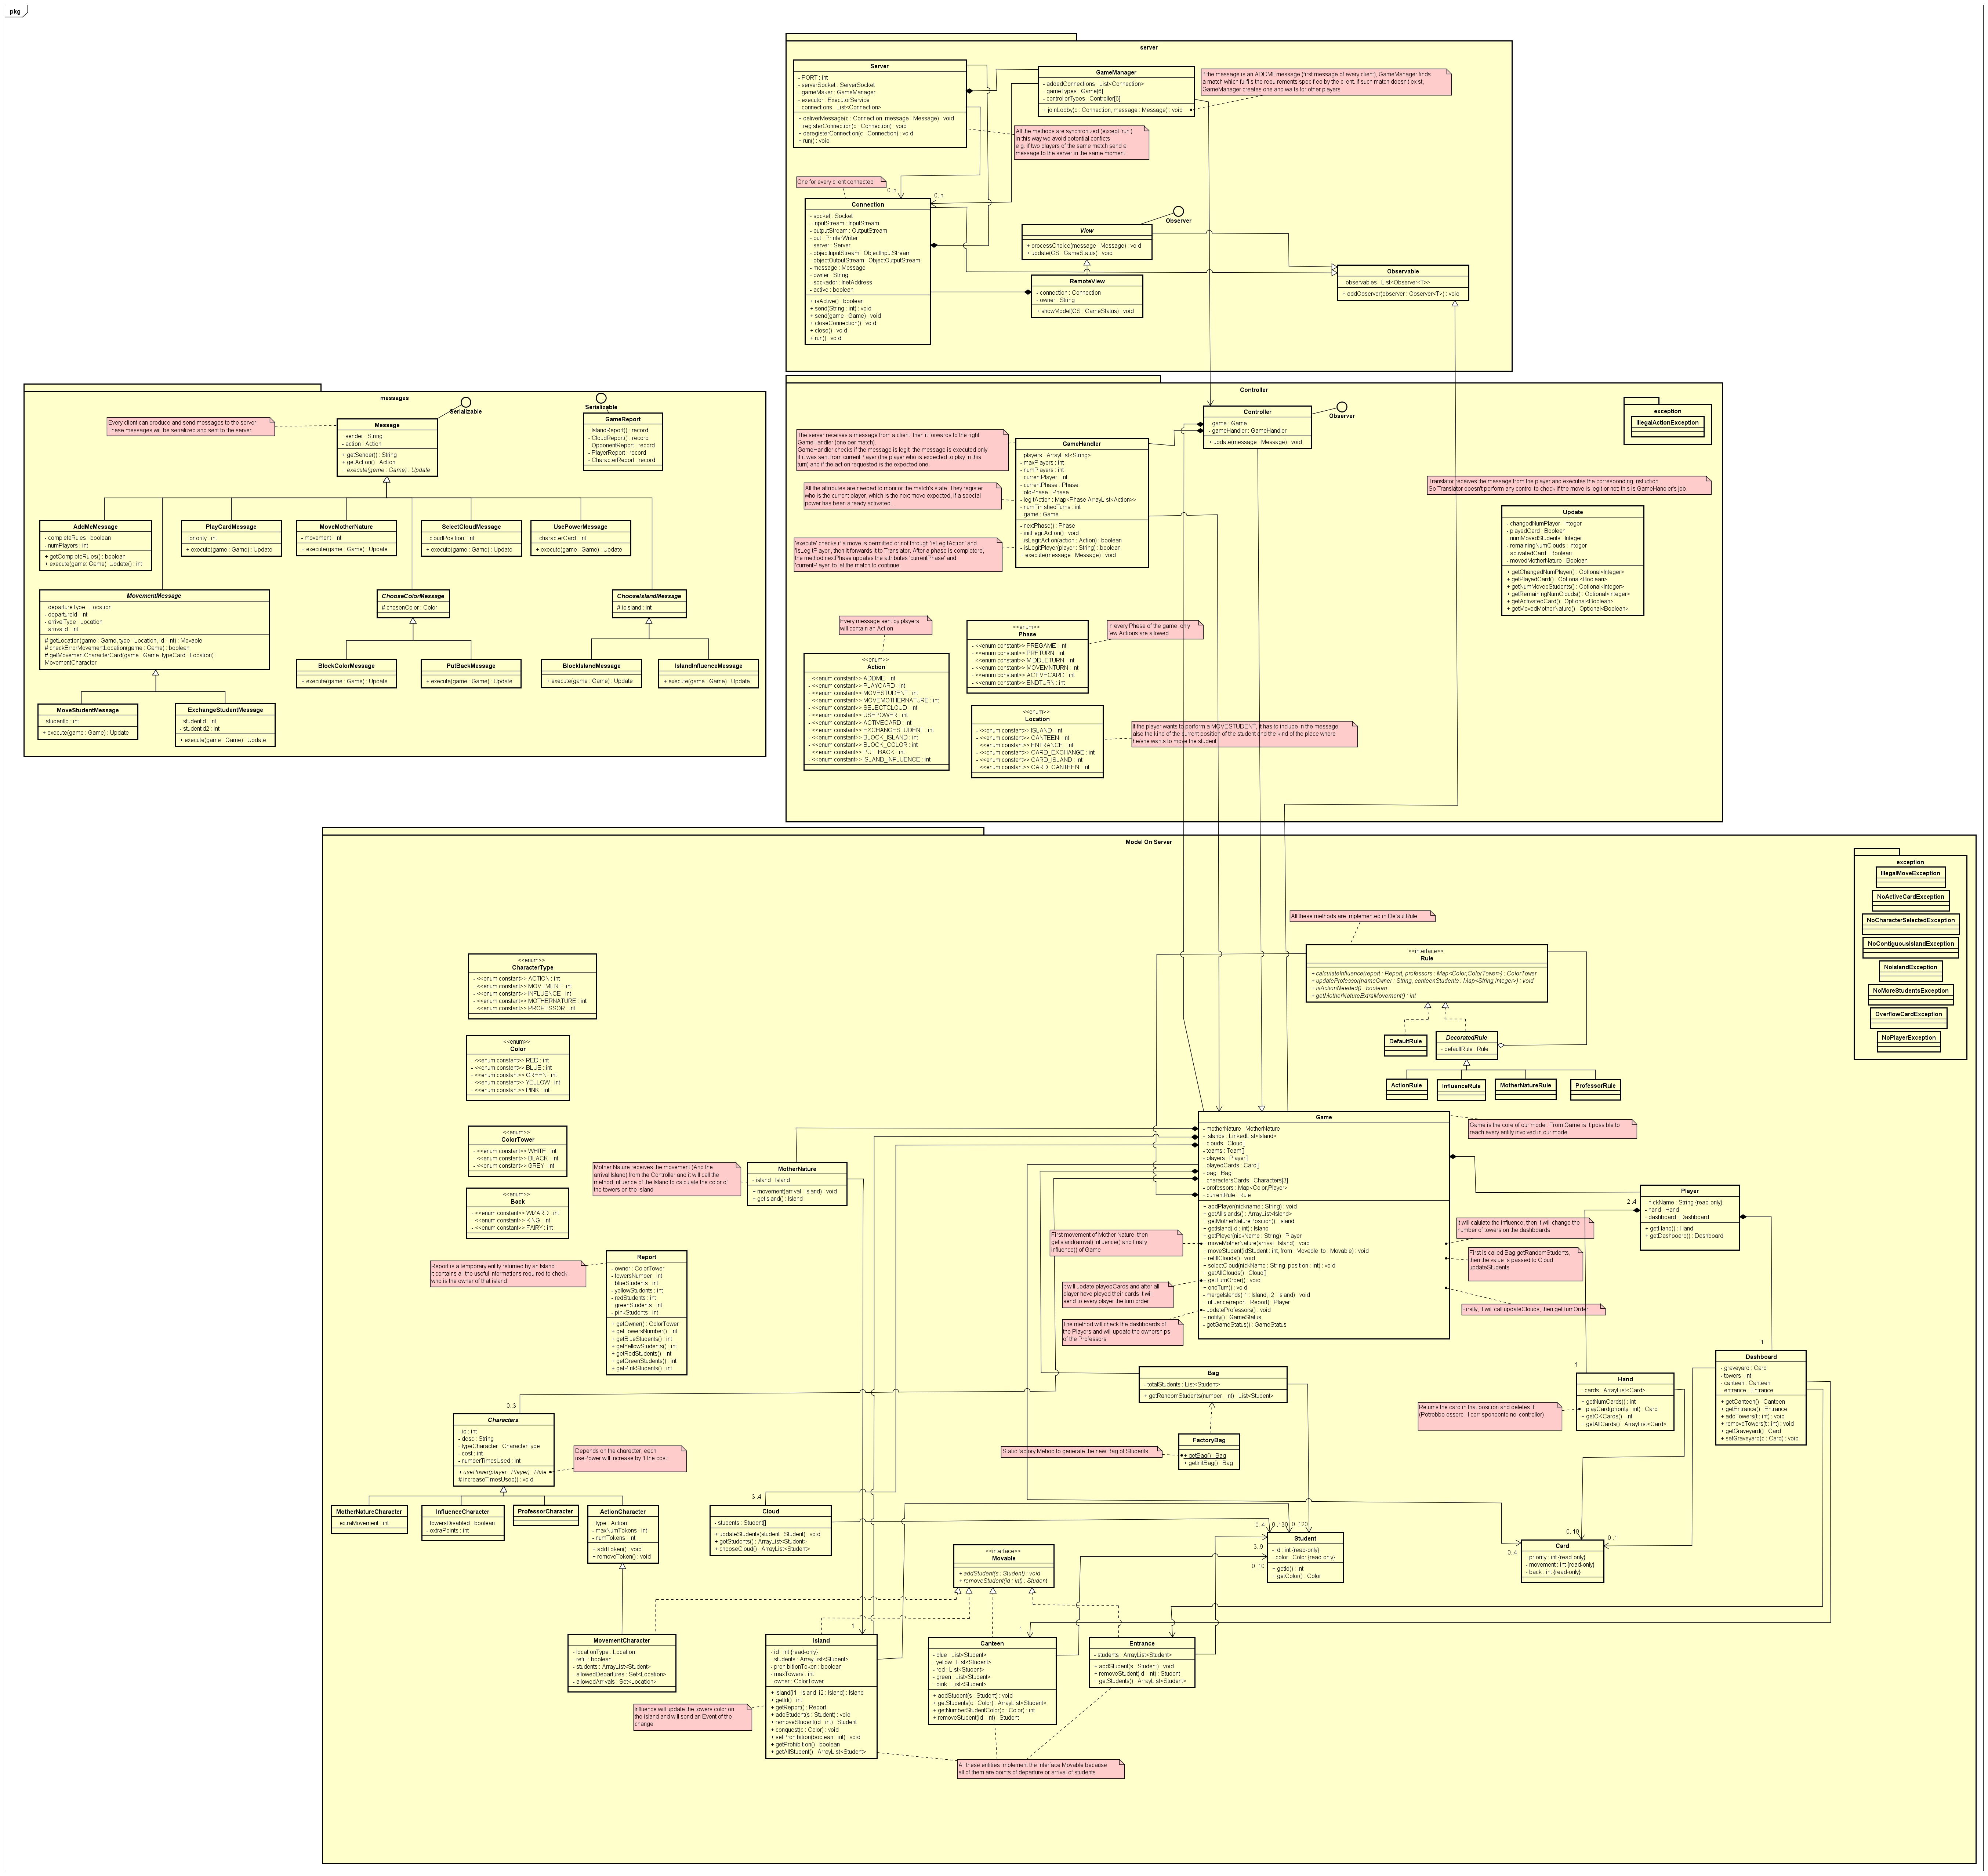 pkg
server
Server
- PORT : int
- serverSocket : ServerSocket
- gameMaker : GameManager
- executor : ExecutorService
- connections : List<Connection>
+ deliverMessage(c : Connection, message : Message) : void
+ registerConnection(c : Connection) : void
+ deregisterConnection(c : Connection) : void
+ run() : void
GameManager
- addedConnections : List<Connection>
- gameTypes : Game[6]
- controllerTypes : Controller[6]
+ joinLobby(c : Connection, message : Message) : void
If the message is an ADDMEmessage (first message of every client), GameManager finds
a match which fullfils the requirements specified by the client. If such match doesn't exist,
GameManager creates one and waits for other players
All the methods are synchronized (except 'run'):
in this way we avoid potential conficts,
e.g. if two players of the same match send a
message to the server in the same moment
One for every client connected
0..n
0..n
Connection
- socket : Socket
- inputStream : InputStream
- outputStream : OutputStream
- out : PrinterWriter
- server : Server
- objectInputStream : ObjectInputStream
- objectOutputStream : ObjectOutputStream
- message : Message
- owner : String
- sockaddr : InetAddress
- active : boolean
+ isActive() : boolean
+ send(String : int) : void
+ send(game : Game) : void
+ closeConnection() : void
+ close() : void
+ run() : void
Observer
View
+ processChoice(message : Message) : void
+ update(GS : GameStatus) : void
RemoteView
- connection : Connection
- owner : String
+ showModel(GS : GameStatus) : void
Observable
- observables : List<Observer<T>>
+ addObserver(observer : Observer<T>) : void
messages
Serializable
Serializable
Every client can produce and send messages to the server.
These messages will be serialized and sent to the server.
Message
- sender : String
- action : Action
+ getSender() : String
+ getAction() : Action
+ execute(game : Game) : Update
GameReport
- IslandReport() : record
- CloudReport() : record
- OpponentReport : record
- PlayerReport : record
- CharacterReport : record
AddMeMessage
- completeRules : boolean
- numPlayers : int
+ getCompleteRules() : boolean
+ execute(game: Game): Update() : int
PlayCardMessage
- priority : int
+ execute(game : Game) : Update
MoveMotherNature
- movement : int
+ execute(game : Game) : Update
SelectCloudMessage
- cloudPosition : int
+ execute(game : Game) : Update
UsePowerMessage
- characterCard : int
+ execute(game : Game) : Update
MovementMessage
- departureType : Location
- departureId : int
- arrivalType : Location
- arrivalId : int
# getLocation(game : Game, type : Location, id : int) : Movable
# checkErrorMovementLocation(game : Game) : boolean
# getMovementCharacterCard(game : Game, typeCard : Location) :
MovementCharacter
ChooseColorMessage
# chosenColor : Color
ChooseIslandMessage
# idIsland : int
BlockColorMessage
+ execute(game : Game) : Update
PutBackMessage
+ execute(game : Game) : Update
BlockIslandMessage
+ execute(game : Game) : Update
IslandInfluenceMessage
+ execute(game : Game) : Update
MoveStudentMessage
- studentId : int
+ execute(game : Game) : Update
ExchangeStudentMessage
- studentId : int
- studentId2 : int
+ execute(game : Game) : Update
Controller
Controller
- game : Game
- gameHandler : GameHandler
+ update(message : Message) : void
Observer
exception
IllegalActionException
The server receives a message from a client, then it forwards to the right
GameHandler (one per match).
GameHandler checks if the message is legit: the message is executed only
if it was sent from currentPlayer (the player who is expected to play in this
turn) and if the action requested is the expected one.
All the attributes are needed to monitor the match's state. They register
who is the current player, which is the next move expected, if a special
power has been already activated...
'execute' checks if a move is permitted or not through 'isLegitAction' and
'isLegitPlayer', then it forwards it to Translator. After a phase is completerd,
the method nextPhase updates the attributes 'currentPhase' and
'currentPlayer' to let the match to continue.
GameHandler
- players : ArrayList<String>
- maxPlayers : int
- numPlayers : int
- currentPlayer : int
- currentPhase : Phase
- oldPhase : Phase
- legitAction : Map<Phase,ArrayList<Action>>
- numFinishedTurns : int
- game : Game
- nextPhase() : Phase
- initLegitAction() : void
- isLegitAction(action : Action) : boolean
- isLegitPlayer(player : String) : boolean
+ execute(message : Message) : void
Translator receives the message from the player and executes the corresponding instuction.
So Translator doesn't perform any control to check if the move is legit or not: this is GameHandler's job.
Update
- changedNumPlayer : Integer
- playedCard : Boolean
- numMovedStudents : Integer
- remainingNumClouds : Integer
- activatedCard : Boolean
- movedMotherNature : Boolean
+ getChangedNumPlayer() : Optional<Integer>
+ getPlayedCard() : Optional<Boolean>
+ getNumMovedStudents() : Optional<Integer>
+ getRemainingNumClouds() : Optional<Integer>
+ getActivatedCard() : Optional<Boolean>
+ getMovedMotherNature() : Optional<Boolean>
Every message sent by players
will contain an Action
<<enum>>
Action
- <<enum constant>> ADDME : int
- <<enum constant>> PLAYCARD : int
- <<enum constant>> MOVESTUDENT : int
- <<enum constant>> MOVEMOTHERNATURE : int
- <<enum constant>> SELECTCLOUD : int
- <<enum constant>> USEPOWER : int
- <<enum constant>> ACTIVECARD : int
- <<enum constant>> EXCHANGESTUDENT : int
- <<enum constant>> BLOCK_ISLAND : int
- <<enum constant>> BLOCK_COLOR : int
- <<enum constant>> PUT_BACK : int
- <<enum constant>> ISLAND_INFLUENCE : int
<<enum>>
Phase
- <<enum constant>> PREGAME : int
- <<enum constant>> PRETURN : int
- <<enum constant>> MIDDLETURN : int
- <<enum constant>> MOVEMNTURN : int
- <<enum constant>> ACTIVECARD : int
- <<enum constant>> ENDTURN : int
In every Phase of the game, only
few Actions are allowed
<<enum>>
Location
- <<enum constant>> ISLAND : int
- <<enum constant>> CANTEEN : int
- <<enum constant>> ENTRANCE : int
- <<enum constant>> CARD_EXCHANGE : int
- <<enum constant>> CARD_ISLAND : int
- <<enum constant>> CARD_CANTEEN : int
If the player wants to perform a MOVESTUDENT, it has to include in the message
also the kind of the current position of the student and the kind of the place where
he/she wants to move the student
Model On Server
exception
IllegalMoveException
NoActiveCardException
NoCharacterSelectedException
NoContiguousIslandException
NoIslandException
NoMoreStudentsException
OverflowCardException
NoPlayerException
All these methods are implemented in DefaultRule
<<interface>>
Rule
+ calculateInfluence(report : Report, professors : Map<Color,ColorTower>) : ColorTower
+ updateProfessor(nameOwner : String, canteenStudents : Map<String,Integer>) : void
+ isActionNeeded() : boolean
+ getMotherNatureExtraMovement() : int
DefaultRule
DecoratedRule
- defaultRule : Rule
ActionRule
InfluenceRule
MotherNatureRule
ProfessorRule
<<enum>>
CharacterType
- <<enum constant>> ACTION : int
- <<enum constant>> MOVEMENT : int
- <<enum constant>> INFLUENCE : int
- <<enum constant>> MOTHERNATURE : int
- <<enum constant>> PROFESSOR : int
<<enum>>
Color
- <<enum constant>> RED : int
- <<enum constant>> BLUE : int
- <<enum constant>> GREEN : int
- <<enum constant>> YELLOW : int
- <<enum constant>> PINK : int
<<enum>>
ColorTower
- <<enum constant>> WHITE : int
- <<enum constant>> BLACK : int
- <<enum constant>> GREY : int
<<enum>>
Back
- <<enum constant>> WIZARD : int
- <<enum constant>> KING : int
- <<enum constant>> FAIRY : int
Mother Nature receives the movement (And the
arrival Island) from the Controller and it will call the
method influence of the Island to calculate the color of
the towers on the island
MotherNature
- island : Island
+ movement(arrival : Island) : void
+ getIsland() : Island
Game
- motherNature : MotherNature
- islands : LinkedList<Island>
- clouds : Cloud[]
- teams : Team[]
- players : Player[]
- playedCards : Card[]
- bag : Bag
- charactersCards : Characters[3]
- professors : Map<Color,Player>
- currentRule : Rule
+ addPlayer(nickname : String) : void
+ getAllIslands() : ArrayList<Island>
+ getMotherNaturePosition() : Island
+ getIsland(id : int) : Island
+ getPlayer(nickName : String) : Player
+ moveMotherNature(arrival : Island) : void
+ moveStudent(idStudent : int, from : Movable, to : Movable) : void
+ refillClouds() : void
+ selectCloud(nickName : String, position : int) : void
+ getAllClouds() : Cloud[]
+ getTurnOrder() : void
+ endTurn() : void
- mergeIslands(i1 : Island, i2 : Island) : void
- influence(report : Report) : Player
- updateProfessors() : void
+ notify() : GameStatus
- getGameStatus() : GameStatus
Game is the core of our model. From Game is it possible to
reach every entity involved in our model
First movement of Mother Nature, then
getIsland(arrival).influence() and finally
influence() of Game
It will update playedCards and after all
player have played their cards it will
send to every player the turn order
The method will check the dashboards of
the Players and will update the ownerships
of the Professors
It will calulate the influence, then it will change the
number of towers on the dashboards
First is called Bag.getRandomStudents,
then the value is passed to Cloud.
updateStudents
Firstly, it will call updateClouds, then getTurnOrder
2..4
Player
- nickName : String {read-only}
- hand : Hand
- dashboard : Dashboard
+ getHand() : Hand
+ getDashboard() : Dashboard
Report is a temporary entity returned by an Island.
It contains all the useful informations required to check
who is the owner of that island.
Report
- owner : ColorTower
- towersNumber : int
- blueStudents : int
- yellowStudents : int
- redStudents : int
- greenStudents : int
- pinkStudents : int
+ getOwner() : ColorTower
+ getTowersNumber() : int
+ getBlueStudents() : int
+ getYellowStudents() : int
+ getRedStudents() : int
+ getGreenStudents() : int
+ getPinkStudents() : int
1
1
Dashboard
- graveyard : Card
- towers : int
- canteen : Canteen
- entrance : Entrance
+ getCanteen() : Canteen
+ getEntrance() : Entrance
+ addTowers(t : int) : void
+ removeTowers(t : int) : void
+ getGraveyard() : Card
+ setGraveyard(c : Card) : void
Hand
- cards : ArrayList<Card>
+ getNumCards() : int
+ playCard(priority : int) : Card
+ getOKCards() : int
+ getAllCards() : ArrayList<Card>
Returns the card in that position and deletes it.
(Potrebbe esserci il corrispondente nel controller)
Bag
- totalStudents : List<Student>
+ getRandomStudents(number : int) : List<Student>
FactoryBag
+ getBag() : Bag
+ getInitBag() : Bag
Static factory Mehod to generate the new Bag of Students
0..3
Characters
- id : int
- desc : String
- typeCharacter : CharacterType
- cost : int
- numberTimesUsed : int
+ usePower(player : Player) : Rule
# increaseTimesUsed() : void
Depends on the character, each
usePower will increase by 1 the cost
MotherNatureCharacter
- extraMovement : int
InfluenceCharacter
- towersDisabled : boolean
- extraPoints : int
ProfessorCharacter
ActionCharacter
- type : Action
- maxNumTokens : int
- numTokens : int
+ addToken() : void
+ removeToken() : void
3..4
Cloud
- students : Student[]
+ updateStudents(student : Student) : void
+ getStudents() : ArrayList<Student>
+ chooseCloud() : ArrayList<Student>
0..4
0..130
0..120
3..9
0..10
Student
- id : int {read-only}
- color : Color {read-only}
+ getId() : int
+ getColor() : Color
0..10
0..1
0..4
Card
- priority : int {read-only}
- movement : int {read-only}
- back : int {read-only}
<<interface>>
Movable
+ addStudent(s : Student) : void
+ removeStudent(id : int) : Student
MovementCharacter
- locationType : Location
- refill : boolean
- students : ArrayList<Student>
- allowedDepartures : Set<Location>
- allowedArrivals : Set<Location>
1
Island
- id : int {read-only}
- students : ArrayList<Student>
- prohibitionToken : boolean
- maxTowers : int
- owner : ColorTower
+ Island(i1 : Island, i2 : Island) : Island
+ getId() : int
+ getReport() : Report
+ addStudent(s : Student) : void
+ removeStudent(id : int) : Student
+ conquest(c : Color) : void
+ setProhibition(boolean : int) : void
+ getProhibition() : boolean
+ getAllStudent() : ArrayList<Student>
Influence will update the towers color on
the island and will send an Event of the
change
1
Canteen
- blue : List<Student>
- yellow : List<Student>
- red : List<Student>
- green : List<Student>
- pink : List<Student>
+ addStudent(s : Student) : void
+ getStudents(c : Color) : ArrayList<Student>
+ getNumberStudentColor(c : Color) : int
+ removeStudent(id : int) : Student
Entrance
- students : ArrayList<Student>
+ addStudent(s : Student) : void
+ removeStudent(id : int) : Student
+ getStudents() : ArrayList<Student>
All these entities implement the interface Movable because
all of them are points of departure or arrival of students